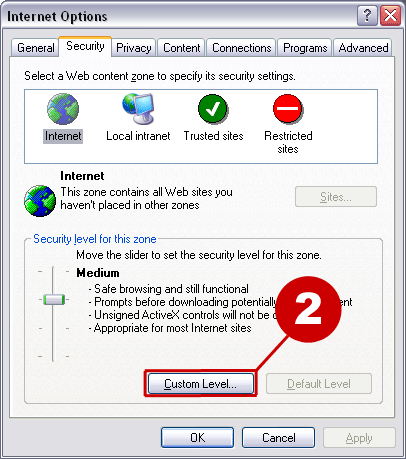 Internet Options
General Security Privacy Content Connections Programs Advanced
Select a Web content zone to specify its security settings.
Internet Local intranet Trusted sites Restricted sites
Internet
This zone contains all Web sites you
haven't placed in other zones
Sites...
Security level for this zone
Move the slider to set the security level for this zone.
Medium
- Safe browsing and still functional
- Prompts before downloading potentially
- Unsigned ActiveX controls will not be
- Appropriate for most Internet sites
2
Custom Level... Default Level
OK Cancel Apply